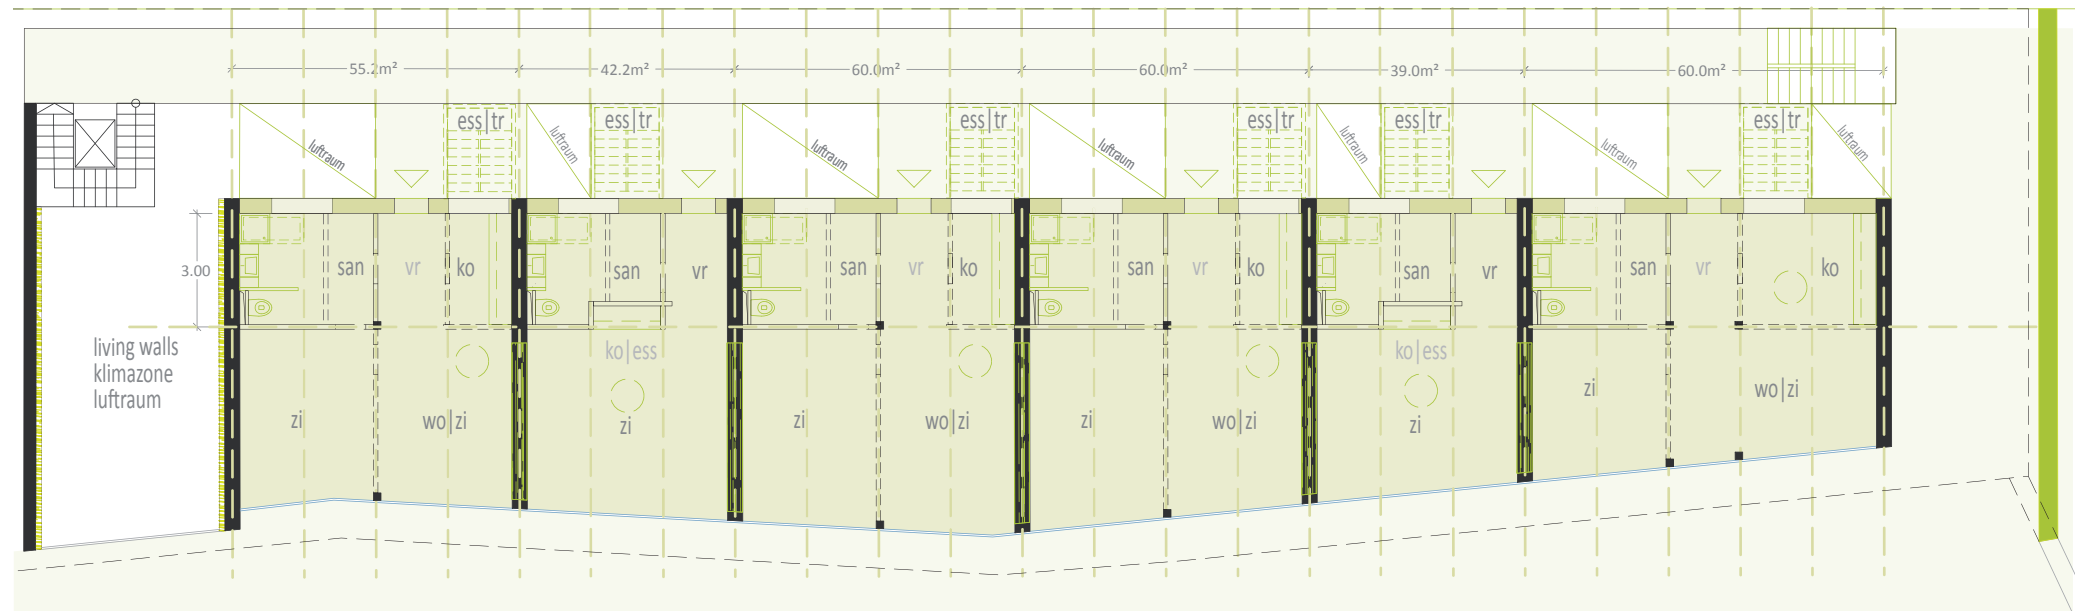 55.2m² 42.2m² 60.0m² 60.0m² 39.0m² 60.0m²
ess|tr ess|tr ess|tr ess|tr ess|tr ess|tr
luftraum luftraum luftraum luftraum luftraum luftraum luftraum
3.00
san vr ko san vr san vr ko san vr ko san vr san vr ko
living walls
klimazone
luftraum
ko|ess ko|ess
zi wo|zi zi zi wo|zi zi wo|zi zi zi wo|zi